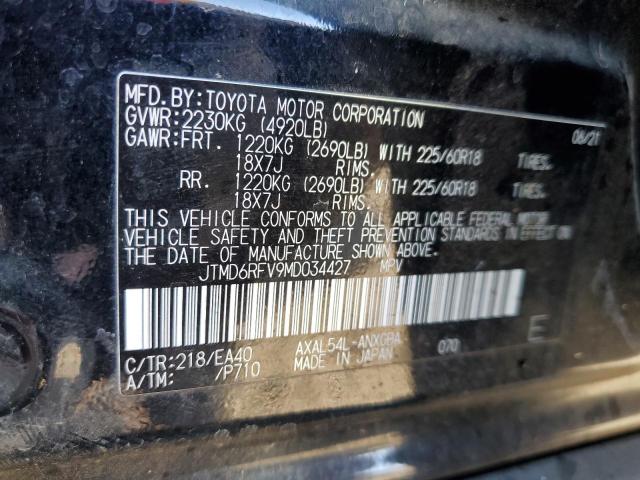 MFD.BY:TOYOTA MOTOR CORPORATION 06/21
GVWR:2230KG (4920LB)
GAWR:FRT. 1220KG (2690LB) WITH 225/60R18 TIRES,
18X7J RIMS.
RR. 1220KG (2690LB) WITH 225/60R18 TIRES,
18X7J RIMS.
THIS VEHICLE CONFORMS TO ALL APPLICABLE FEDERAL MOTOR
VEHICLE SAFETY AND THEFT PREVENTION STANDARDS IN EFFECT ON
THE DATE OF MANUFACTURE SHOWN ABOVE.
JTMD6RFV9MD034427 MPV
C/TR:218/EA40 AXAL54L-ANXGBA 070 E
A/TM: /P710 MADE IN JAPAN